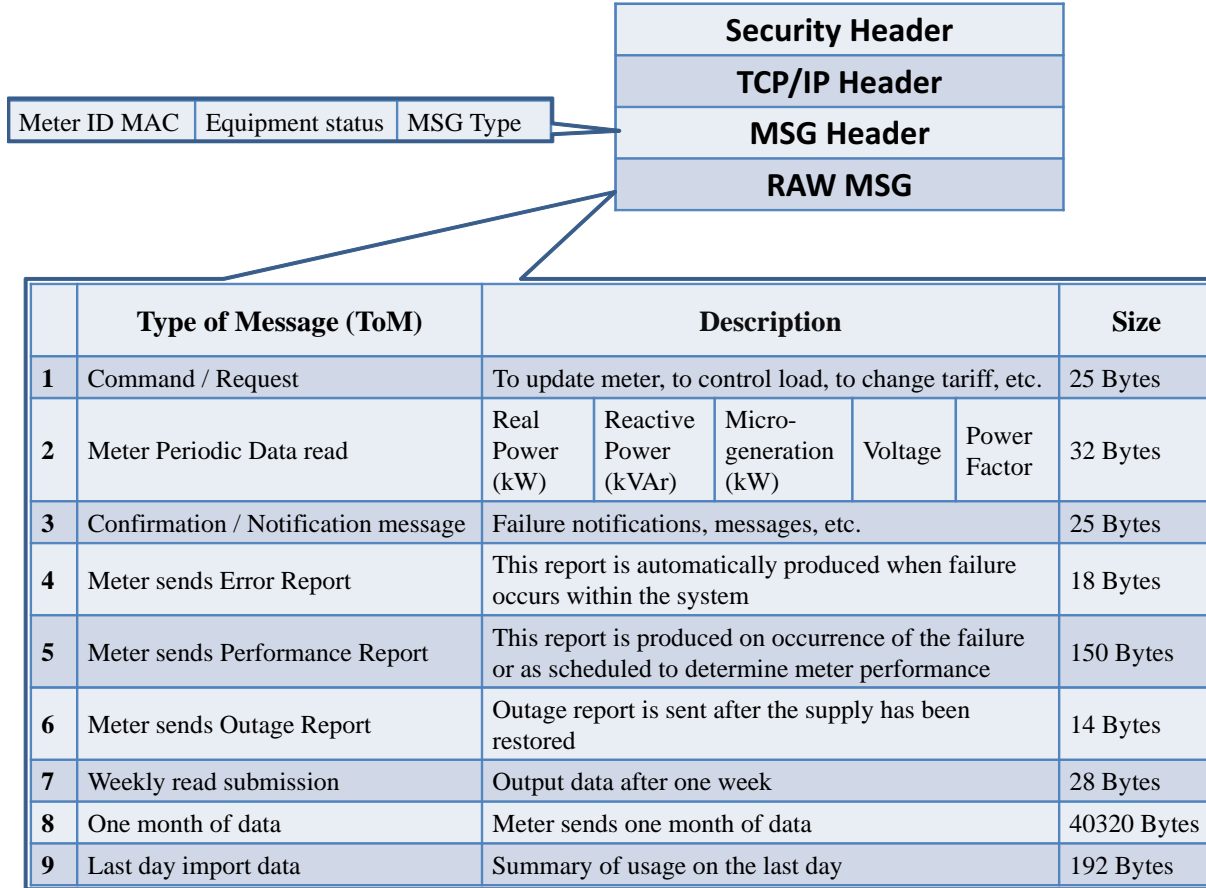 Security Header
TCP/IP Header
Meter ID MAC Equipment status MSG Type
MSG Header
RAW MSG
Type of Message (ToM) Description Size
1 Command / Request To update meter, to control load, to change tariff, etc. 25 Bytes
2 Meter Periodic Data read
Real
Power
(kW)
Reactive
Power
(kVAr)
Micro-
generation
(kW)
Voltage
Power
Factor
32 Bytes
3 Confirmation / Notification message Failure notifications, messages, etc. 25 Bytes
4 Meter sends Error Report
This report is automatically produced when failure
occurs within the system
18 Bytes
5 Meter sends Performance Report
This report is produced on occurrence of the failure
or as scheduled to determine meter performance
150 Bytes
6 Meter sends Outage Report
Outage report is sent after the supply has been
restored
14 Bytes
7 Weekly read submission Output data after one week 28 Bytes
8 One month of data Meter sends one month of data 40320 Bytes
9 Last day import data Summary of usage on the last day 192 Bytes